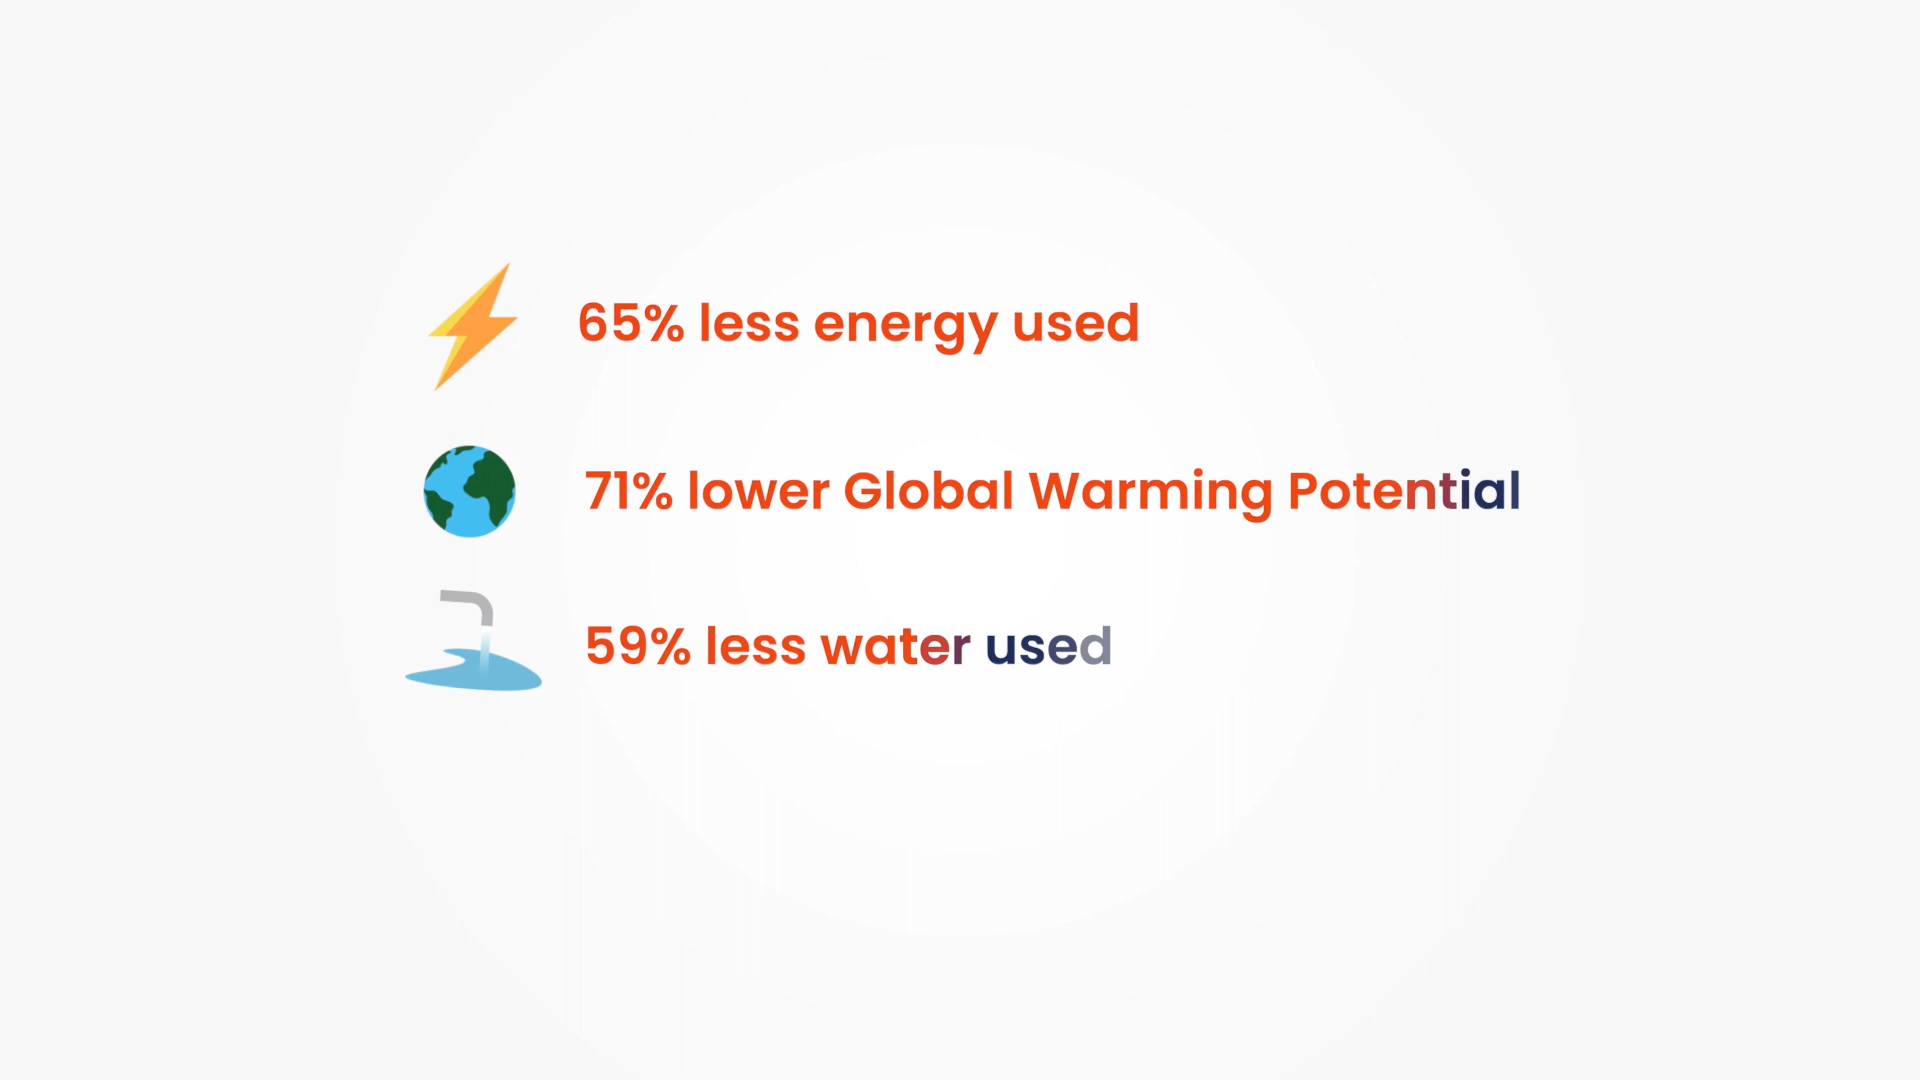 65% less energy used
71% lower Global Warming Potential
59% less water used